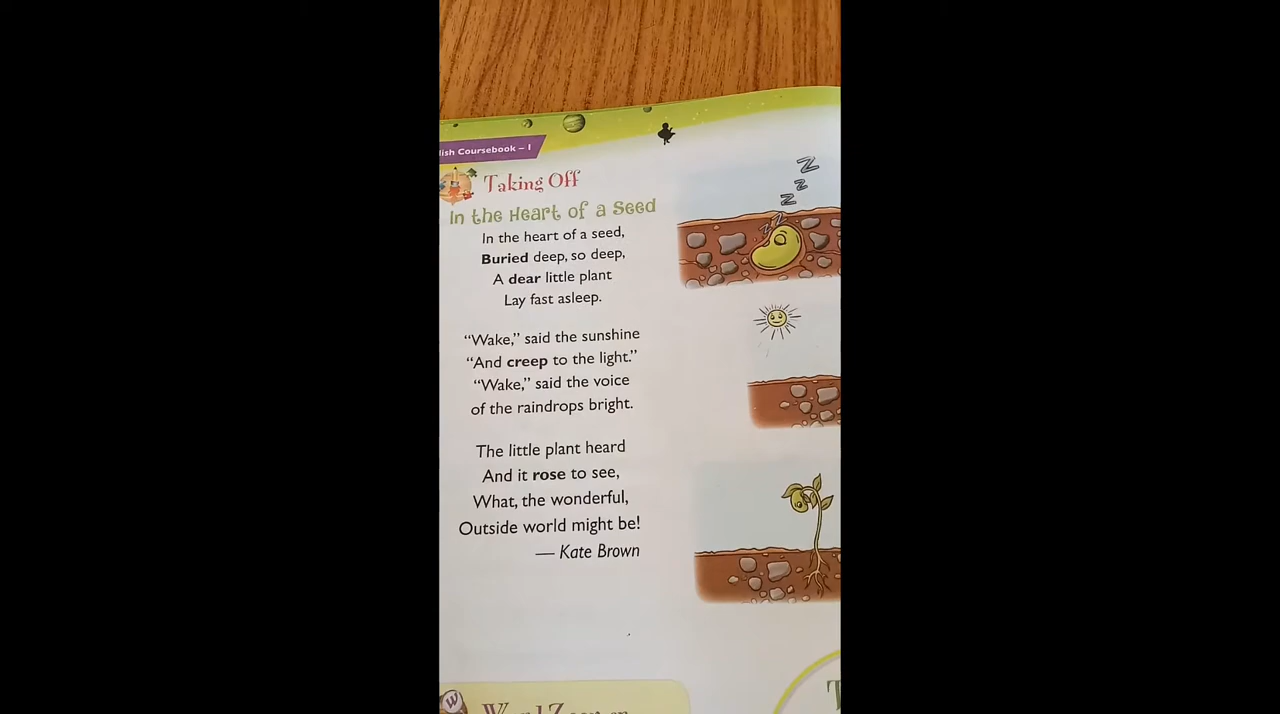 lish Coursebook – 1
Taking Off
In the Heart of a Seed
In the heart of a seed,
Buried deep, so deep,
A dear little plant
Lay fast asleep.
“Wake,” said the sunshine
“And creep to the light.”
“Wake,” said the voice
of the raindrops bright.
The little plant heard
And it rose to see,
What, the wonderful,
Outside world might be!
— Kate Brown
z z z z z
W